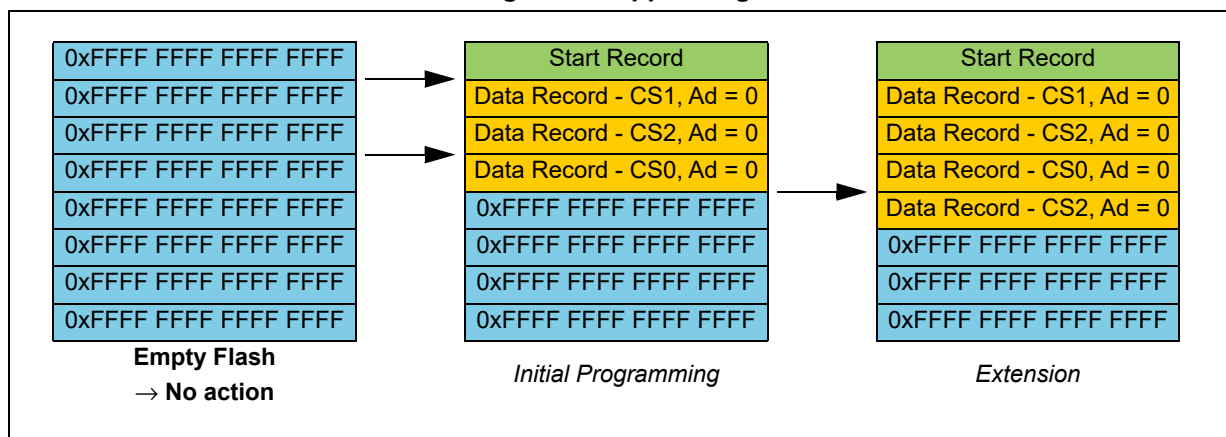 0xFFFF FFFF FFFF FFFF
0xFFFF FFFF FFFF FFFF
0xFFFF FFFF FFFF FFFF
0xFFFF FFFF FFFF FFFF
0xFFFF FFFF FFFF FFFF
0xFFFF FFFF FFFF FFFF
0xFFFF FFFF FFFF FFFF
0xFFFF FFFF FFFF FFFF
Empty Flash
→ No action
Start Record
Data Record - CS1, Ad = 0
Data Record - CS2, Ad = 0
Data Record - CS0, Ad = 0
0xFFFF FFFF FFFF FFFF
0xFFFF FFFF FFFF FFFF
0xFFFF FFFF FFFF FFFF
0xFFFF FFFF FFFF FFFF
Initial Programming
Start Record
Data Record - CS1, Ad = 0
Data Record - CS2, Ad = 0
Data Record - CS0, Ad = 0
Data Record - CS2, Ad = 0
0xFFFF FFFF FFFF FFFF
0xFFFF FFFF FFFF FFFF
0xFFFF FFFF FFFF FFFF
Extension